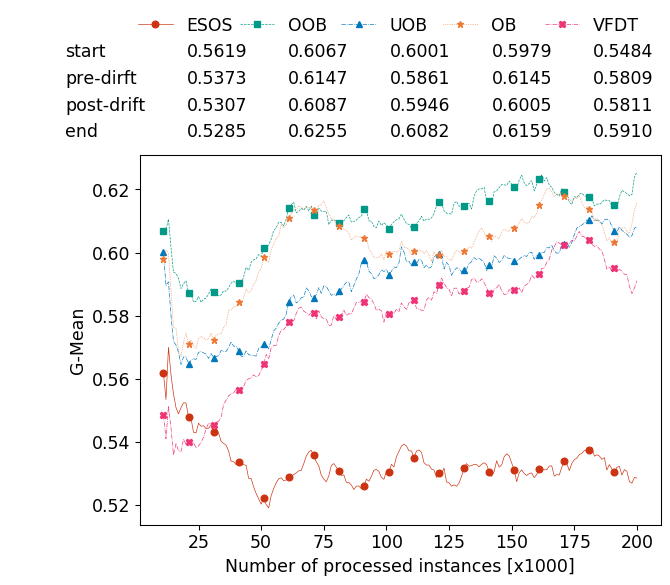 ESOS OOB UOB OB VFDT
start 0.5619 0.6067 0.6001 0.5979 0.5484
pre-dirft 0.5373 0.6147 0.5861 0.6145 0.5809
post-drift 0.5307 0.6087 0.5946 0.6005 0.5811
end 0.5285 0.6255 0.6082 0.6159 0.5910
0.62
0.60
0.58
0.56
0.54
0.52
G-Mean
25 50 75 100 125 150 175 200
Number of processed instances [x1000]